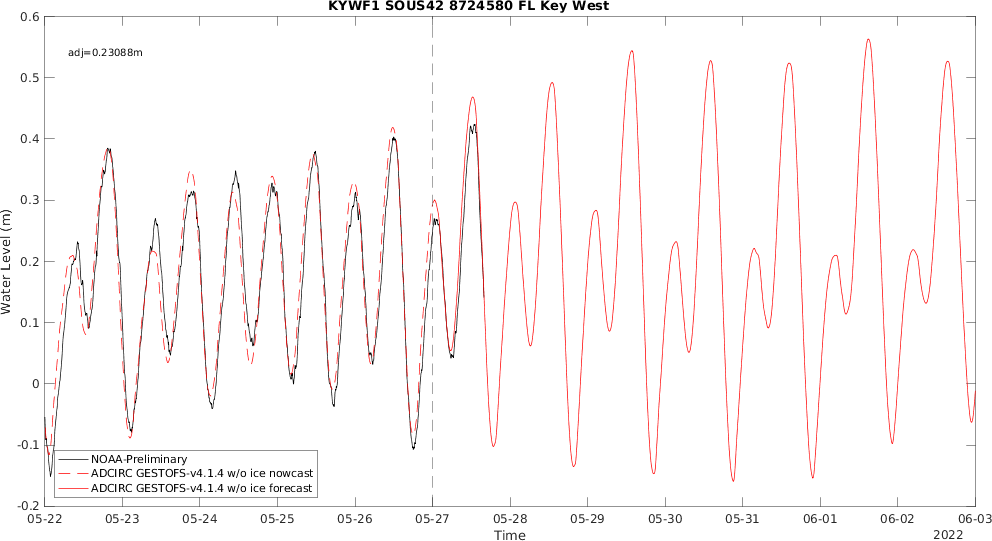 KYWF1 SOUS42 8724580 FL Key West
adj=0.23088m
0.6
0.5
0.4
0.3
0.2
0.1
0
-0.1
-0.2
Water Level (m)
NOAA-Preliminary
ADCIRC GESTOFS-v4.1.4 w/o ice nowcast
ADCIRC GESTOFS-v4.1.4 w/o ice forecast
05-22 05-23 05-24 05-25 05-26 05-27 05-28 05-29 05-30 05-31 06-01 06-02 06-03
Time
2022